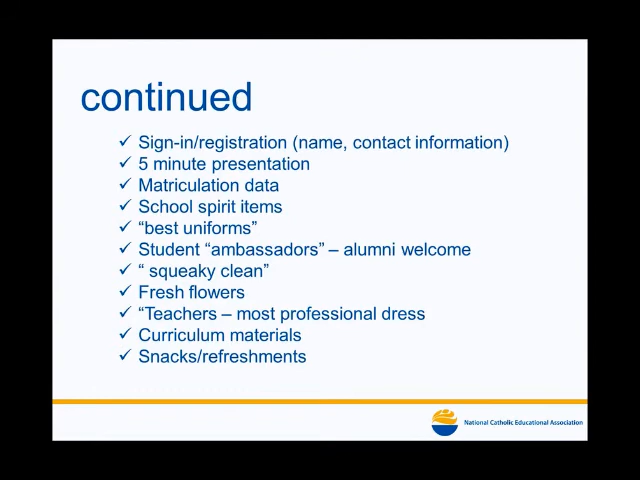 continued
✓ Sign-in/registration (name, contact information)
✓ 5 minute presentation
✓ Matriculation data
✓ School spirit items
✓ “best uniforms”
✓ Student “ambassadors” – alumni welcome
✓ “ squeaky clean”
✓ Fresh flowers
✓ “Teachers – most professional dress
✓ Curriculum materials
✓ Snacks/refreshments
National Catholic Educational Association